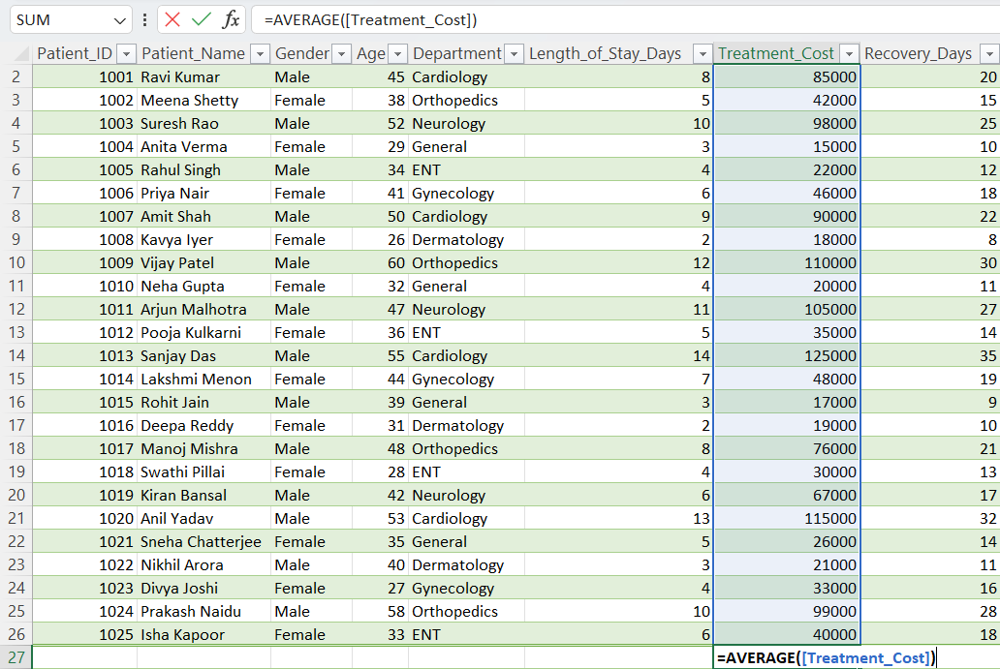 SUM fx =AVERAGE([Treatment_Cost])
Patient_ID Patient_Name Gender Age Department Length_of_Stay_Days Treatment_Cost Recovery_Days
2 1001 Ravi Kumar Male 45 Cardiology 8 85000 20
3 1002 Meena Shetty Female 38 Orthopedics 5 42000 15
4 1003 Suresh Rao Male 52 Neurology 10 98000 25
5 1004 Anita Verma Female 29 General 3 15000 10
6 1005 Rahul Singh Male 34 ENT 4 22000 12
7 1006 Priya Nair Female 41 Gynecology 6 46000 18
8 1007 Amit Shah Male 50 Cardiology 9 90000 22
9 1008 Kavya Iyer Female 26 Dermatology 2 18000 8
10 1009 Vijay Patel Male 60 Orthopedics 12 110000 30
11 1010 Neha Gupta Female 32 General 4 20000 11
12 1011 Arjun Malhotra Male 47 Neurology 11 105000 27
13 1012 Pooja Kulkarni Female 36 ENT 5 35000 14
14 1013 Sanjay Das Male 55 Cardiology 14 125000 35
15 1014 Lakshmi Menon Female 44 Gynecology 7 48000 19
16 1015 Rohit Jain Male 39 General 3 17000 9
17 1016 Deepa Reddy Female 31 Dermatology 2 19000 10
18 1017 Manoj Mishra Male 48 Orthopedics 8 76000 21
19 1018 Swathi Pillai Female 28 ENT 4 30000 13
20 1019 Kiran Bansal Male 42 Neurology 6 67000 17
21 1020 Anil Yadav Male 53 Cardiology 13 115000 32
22 1021 Sneha Chatterjee Female 35 General 5 26000 14
23 1022 Nikhil Arora Male 40 Dermatology 3 21000 11
24 1023 Divya Joshi Female 27 Gynecology 4 33000 16
25 1024 Prakash Naidu Male 58 Orthopedics 10 99000 28
26 1025 Isha Kapoor Female 33 ENT 6 40000 18
27 =AVERAGE([Treatment_Cost])